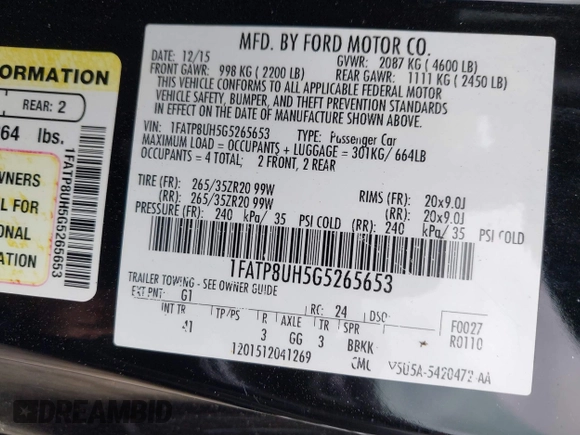 FORMATION
REAR: 2
64 lbs.
WNERS
L FOR
ONAL
ATION
1FATP8UH5G5265653
MFD. BY FORD MOTOR CO.
DATE: 12/15 GVWR: 2087 KG ( 4600 LB)
FRONT GAWR: 998 KG ( 2200 LB) REAR GAWR: 1111 KG ( 2450 LB)
THIS VEHICLE CONFORMS TO ALL APPLICABLE FEDERAL MOTOR
VEHICLE SAFETY, BUMPER, AND THEFT PREVENTION STANDARDS
IN EFFECT ON THE DATE OF MANUFACTURE SHOWN ABOVE.
VIN: 1FATP8UH5G5265653 TYPE: Passenger Car
MAXIMUM LOAD = OCCUPANTS + LUGGAGE = 301KG/ 664LB
OCCUPANTS = 4 TOTAL; 2 FRONT, 2 REAR
TIRE (FR): 265/35ZR20 99W RIMS (FR): 20x9.0J
(RR): 265/35ZR20 99W (RR): 20x9.0J
PRESSURE (FR): 240 kPa/ 35 PSI COLD (RR): 240 kPa/ 35 PSI COLD
1FATP8UH5G5265653
TRAILER TOWING - SEE OWNER GUIDE
EXT PNT: G1 RC: 24 DSO: F0027
INT TR TP/PS R AXLE TR SPR R0110
41 3 GG 3 BBKK
1201512041269 5U5A-5420472-AA
DREAMBID